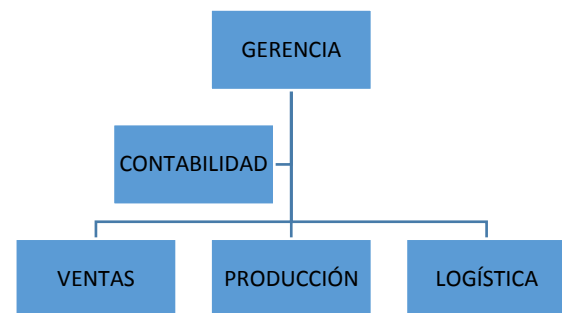 GERENCIA
CONTABILIDAD
VENTAS
PRODUCCIÓN
LOGÍSTICA